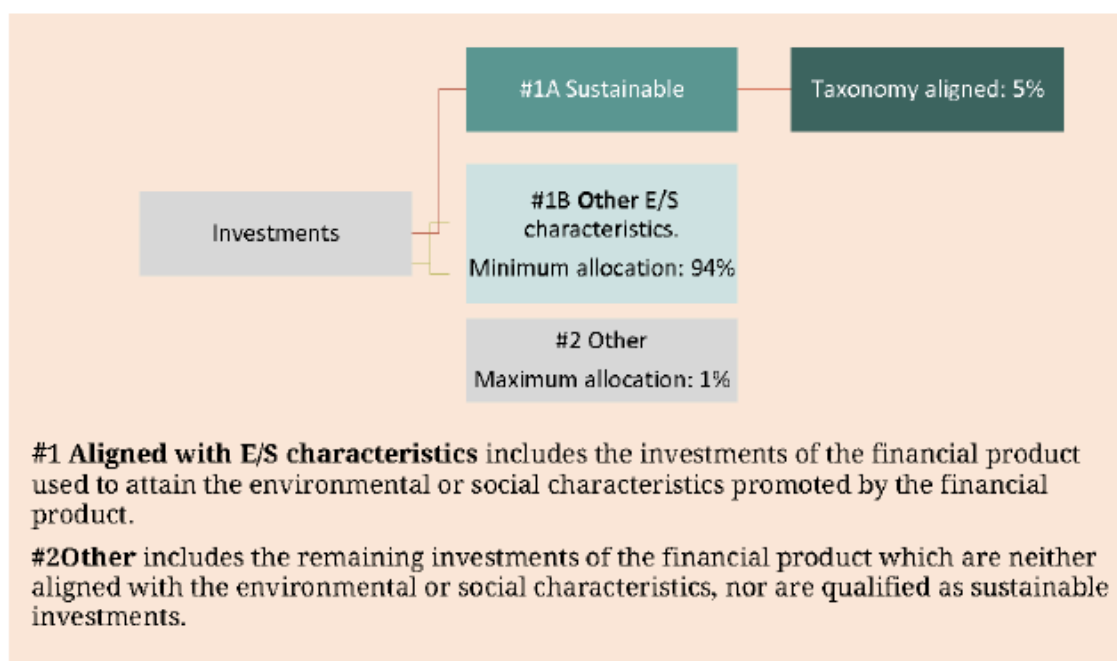 #1A Sustainable
Taxonomy aligned: 5%
#1B Other E/S
characteristics.
Minimum allocation: 94%
Investments
#2 Other
Maximum allocation: 1%
#1 Aligned with E/S characteristics includes the investments of the financial product
used to attain the environmental or social characteristics promoted by the financial
product.
#2Other includes the remaining investments of the financial product which are neither
aligned with the environmental or social characteristics, nor are qualified as sustainable
investments.